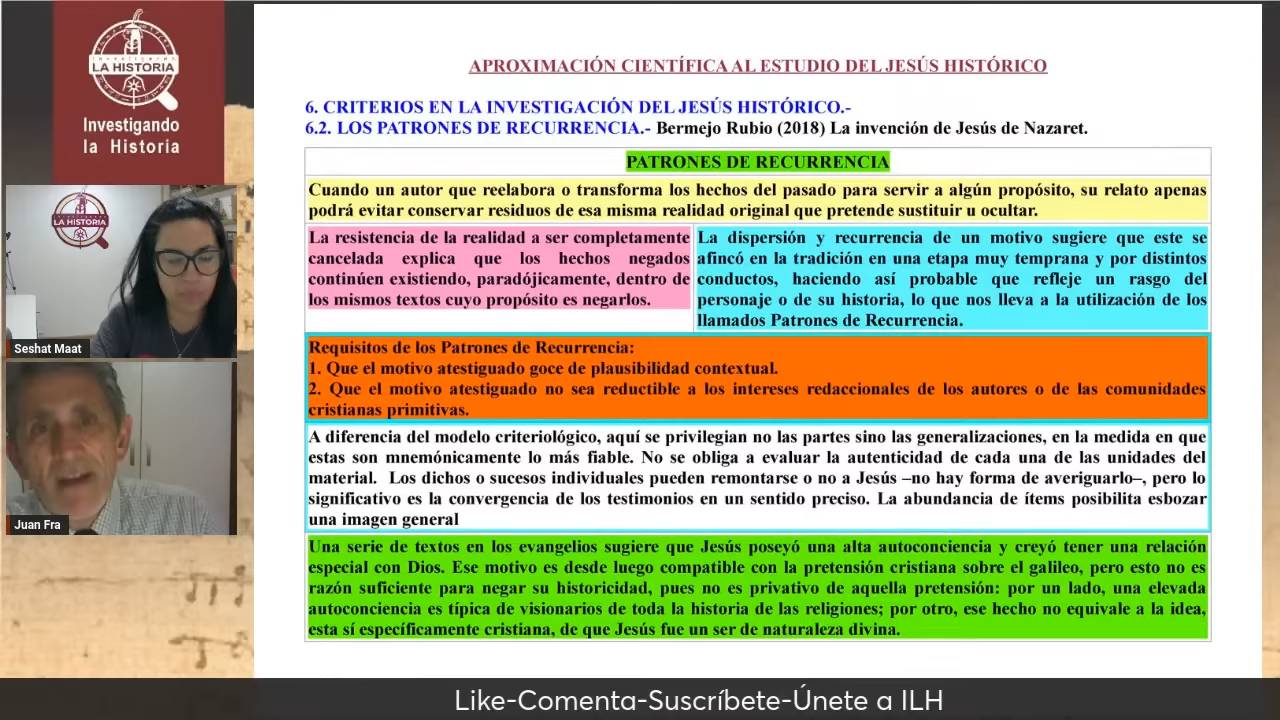 LA HISTORIA
Investigando
la Historia
LA HISTORIA
Seshat Maat
Juan Fra
APROXIMACIÓN CIENTÍFICA AL ESTUDIO DEL JESÚS HISTÓRICO
6. CRITERIOS EN LA INVESTIGACIÓN DEL JESÚS HISTÓRICO.-
6.2. LOS PATRONES DE RECURRENCIA.- Bermejo Rubio (2018) La invención de Jesús de Nazaret.
PATRONES DE RECURRENCIA
Cuando un autor que reelabora o transforma los hechos del pasado para servir a algún propósito, su relato apenas
podrá evitar conservar residuos de esa misma realidad original que pretende sustituir u ocultar.
La resistencia de la realidad a ser completamente
cancelada explica que los hechos negados
continúen existiendo, paradójicamente, dentro de
los mismos textos cuyo propósito es negarlos.
La dispersión y recurrencia de un motivo sugiere que este se
afincó en la tradición en una etapa muy temprana y por distintos
conductos, haciendo así probable que refleje un rasgo del
personaje o de su historia, lo que nos lleva a la utilización de los
llamados Patrones de Recurrencia.
Requisitos de los Patrones de Recurrencia:
1. Que el motivo atestiguado goce de plausibilidad contextual.
2. Que el motivo atestiguado no sea reductible a los intereses redaccionales de los autores o de las comunidades
cristianas primitivas.
A diferencia del modelo criteriológico, aquí se privilegian no las partes sino las generalizaciones, en la medida en que
estas son mnemónicamente lo más fiable. No se obliga a evaluar la autenticidad de cada una de las unidades del
material. Los dichos o sucesos individuales pueden remontarse o no a Jesús –no hay forma de averiguarlo–, pero lo
significativo es la convergencia de los testimonios en un sentido preciso. La abundancia de ítems posibilita esbozar
una imagen general
Una serie de textos en los evangelios sugiere que Jesús poseyó una alta autoconciencia y creyó tener una relación
especial con Dios. Ese motivo es desde luego compatible con la pretensión cristiana sobre el galileo, pero esto no es
razón suficiente para negar su historicidad, pues no es privativo de aquella pretensión: por un lado, una elevada
autoconciencia es típica de visionarios de toda la historia de las religiones; por otro, ese hecho no equivale a la idea,
esta sí específicamente cristiana, de que Jesús fue un ser de naturaleza divina.
Like-Comenta-Suscríbete-Únete a ILH